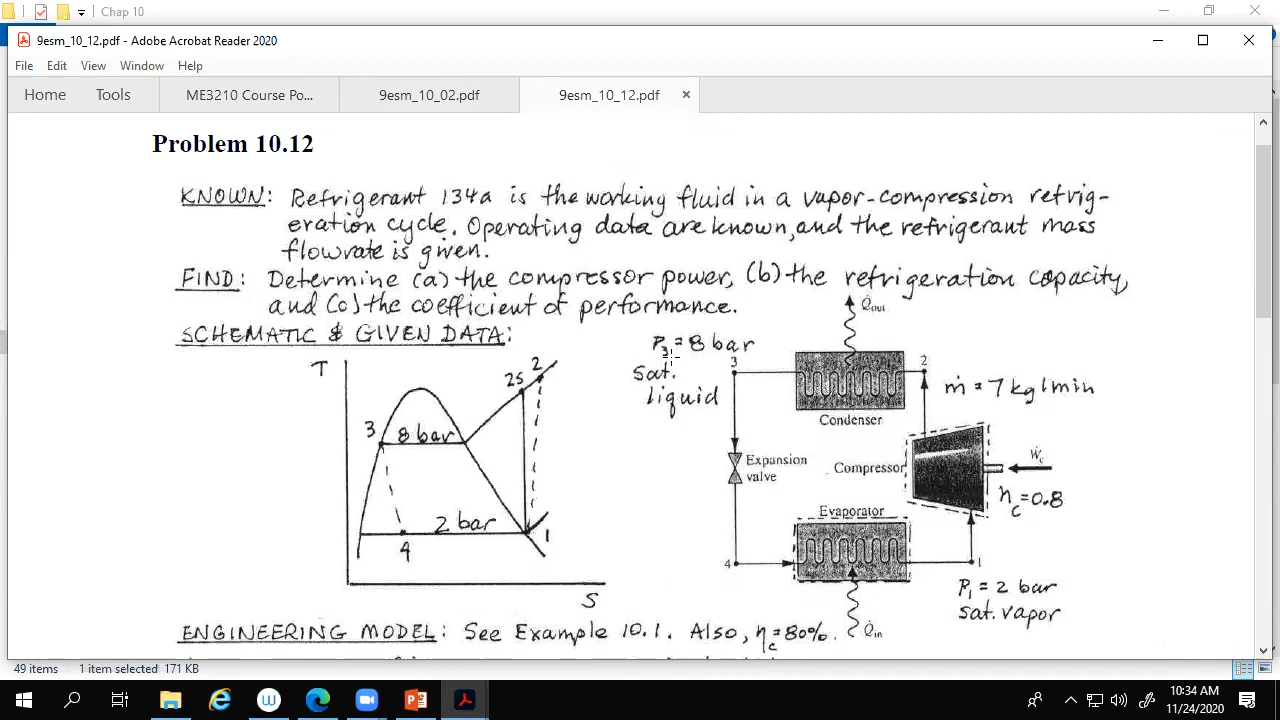 Chap 10
9esm_10_12.pdf - Adobe Acrobat Reader 2020
File Edit View Window Help
Home Tools ME3210 Course Po... 9esm_10_02.pdf 9esm_10_12.pdf ×
Problem 10.12
KNOWN: Refrigerant 134a is the working fluid in a vapor-compression refrig-
eration cycle. Operating data are known, and the refrigerant mass
flowrate is given.
FIND: Determine (a) the compressor power, (b) the refrigeration capacity,
and (c) the coefficient of performance.
SCHEMATIC & GIVEN DATA:
T
2S 2
3 8 bar
2 bar
4 1
S
P₃ = 8 bar
sat.
liquid
Q̇out
3 2
ṁ = 7 kg/min
Condenser
Expansion
valve
Compressor
Ẇc
ηc = 0.8
Evaporator
4 1
P₁ = 2 bar
sat. vapor
Q̇in
ENGINEERING MODEL: See Example 10.1. Also, ηc = 80%.
49 items 1 item selected 171 KB
10:34 AM
11/24/2020